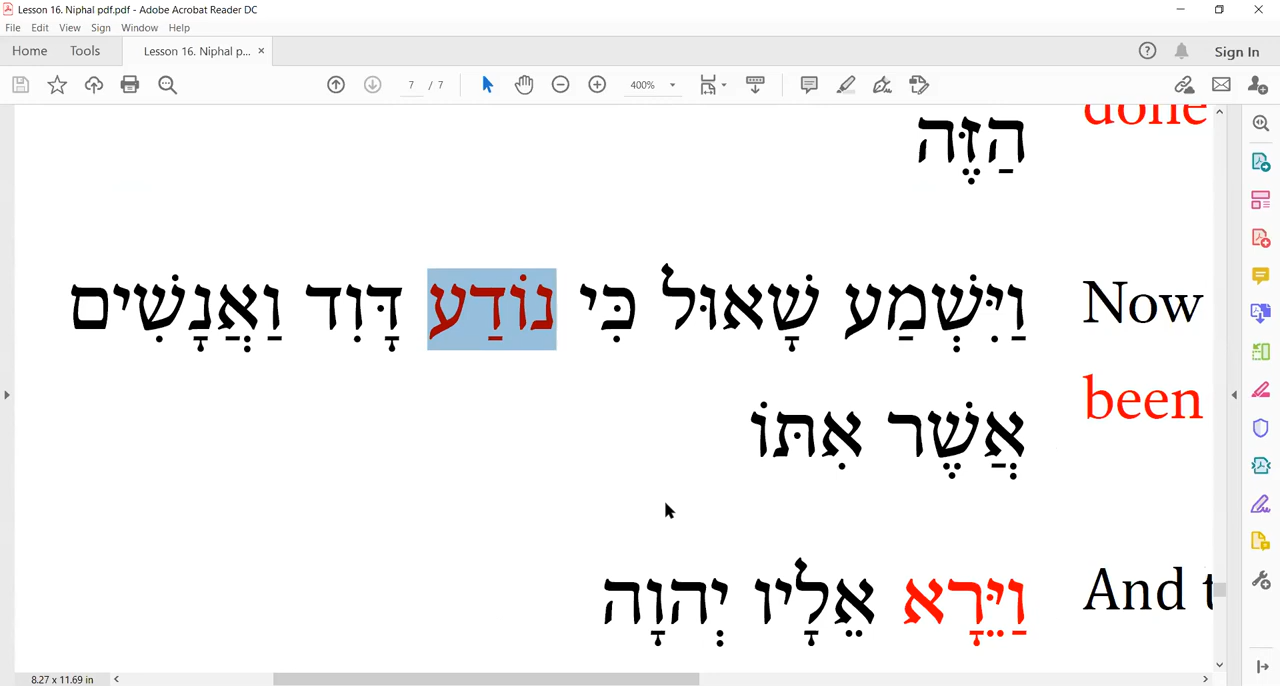 Lesson 16. Niphal pdf.pdf - Adobe Acrobat Reader DC
File Edit View Sign Window Help
Home Tools Lesson 16. Niphal p... × Sign In
7 / 7 400%
done
הַזֶּה
וַיִּשְׁמַע שָׁאוּל כִּי נוֹדַע דָּוִד וַאֲנָשִׁים Now
אֲשֶׁר אִתּוֹ been
וַיֵּרָא אֵלָיו יְהוָה And t
8.27 x 11.69 in